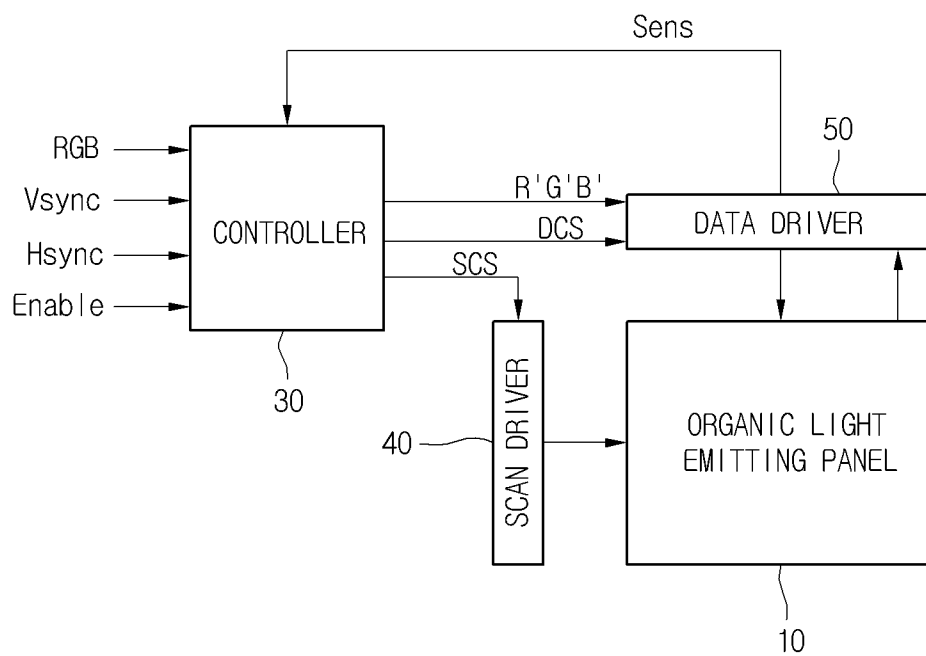 Sens
50
RGB
R'G'B'
Vsync
DATA DRIVER
CONTROLLER
DCS
Hsync
SCS
Enable
30
SCAN DRIVER
40
ORGANIC LIGHT
EMITTING PANEL
10